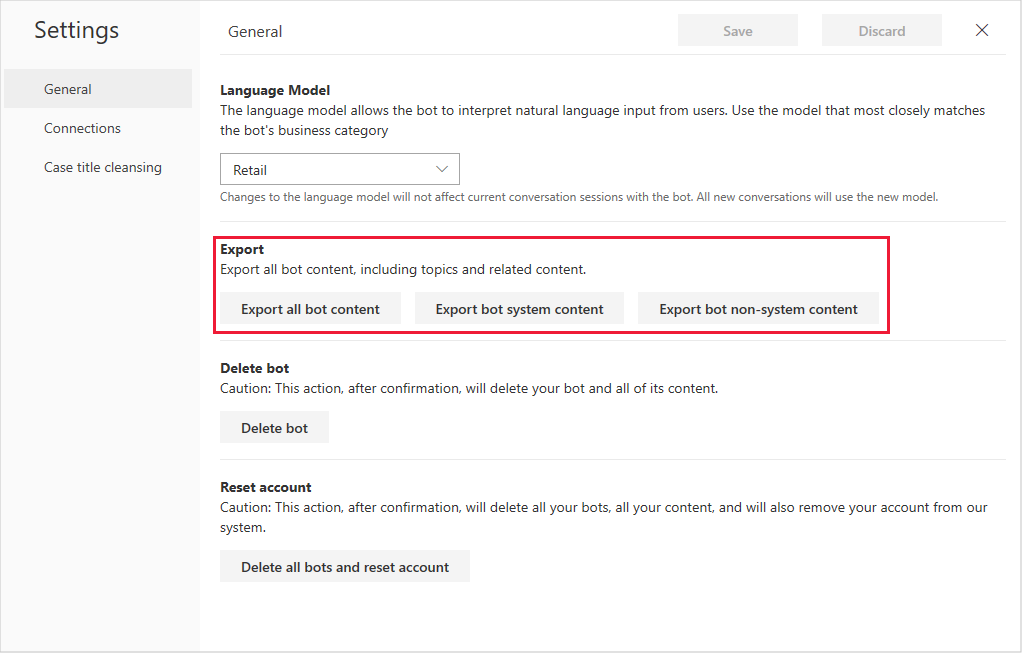 Settings
General
Connections
Case title cleansing
General
Save
Discard
Language Model
The language model allows the bot to interpret natural language input from users. Use the model that most closely matches
the bot's business category
Retail
Changes to the language model will not affect current conversation sessions with the bot. All new conversations will use the new model.
Export
Export all bot content, including topics and related content.
Export all bot content
Export bot system content
Export bot non-system content
Delete bot
Caution: This action, after confirmation, will delete your bot and all of its content.
Delete bot
Reset account
Caution: This action, after confirmation, will delete all your bots, all your content, and will also remove your account from our
system.
Delete all bots and reset account